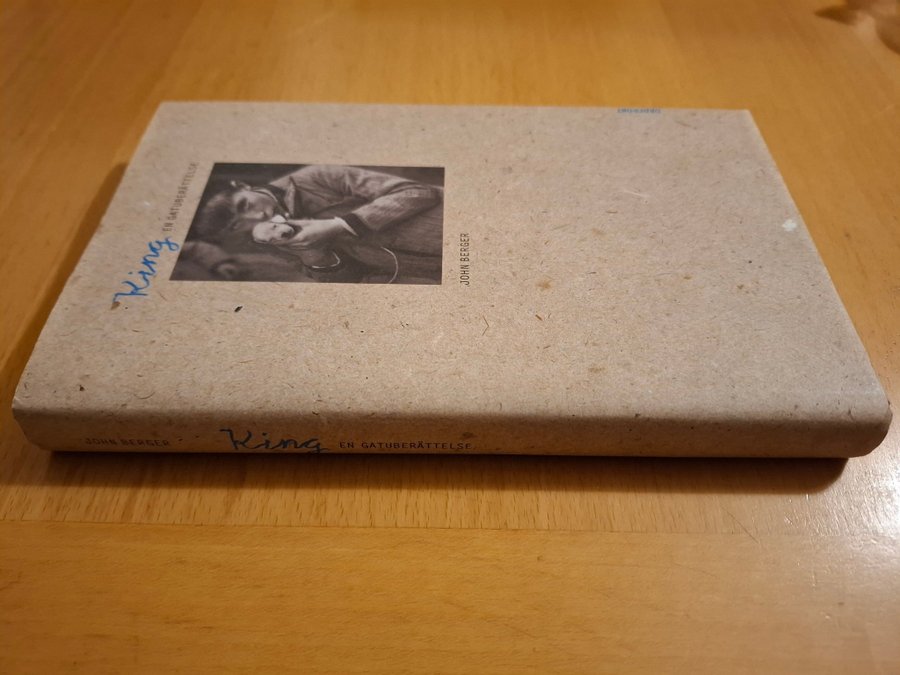 King
EN GATUBERÄTTELSE
JOHN BERGER
JOHN BERGER King EN GATUBERÄTTELSE